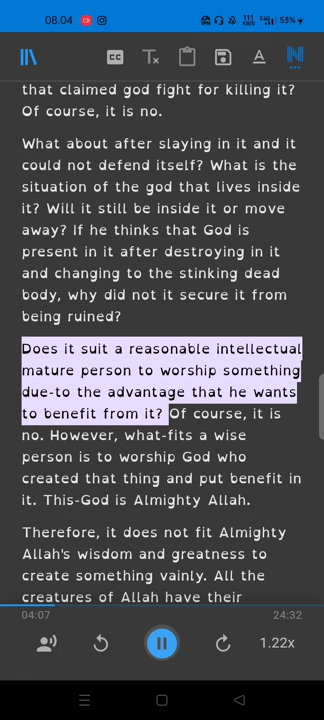 08.04
111
KB/s
53%
CC
that claimed god fight for killing it?
Of course, it is no.
What about after slaying in it and it
could not defend itself? What is the
situation of the god that lives inside
it? Will it still be inside it or move
away? If he thinks that God is
present in it after destroying in it
and changing to the stinking dead
body, why did not it secure it from
being ruined?
Does it suit a reasonable intellectual
mature person to worship something
due-to the advantage that he wants
to benefit from it? Of course, it is
no. However, what-fits a wise
person is to worship God who
created that thing and put benefit in
it. This-God is Almighty Allah.
Therefore, it does not fit Almighty
Allah's wisdom and greatness to
create something vainly. All the
creatures of Allah have their
04:07
24:32
1.22x